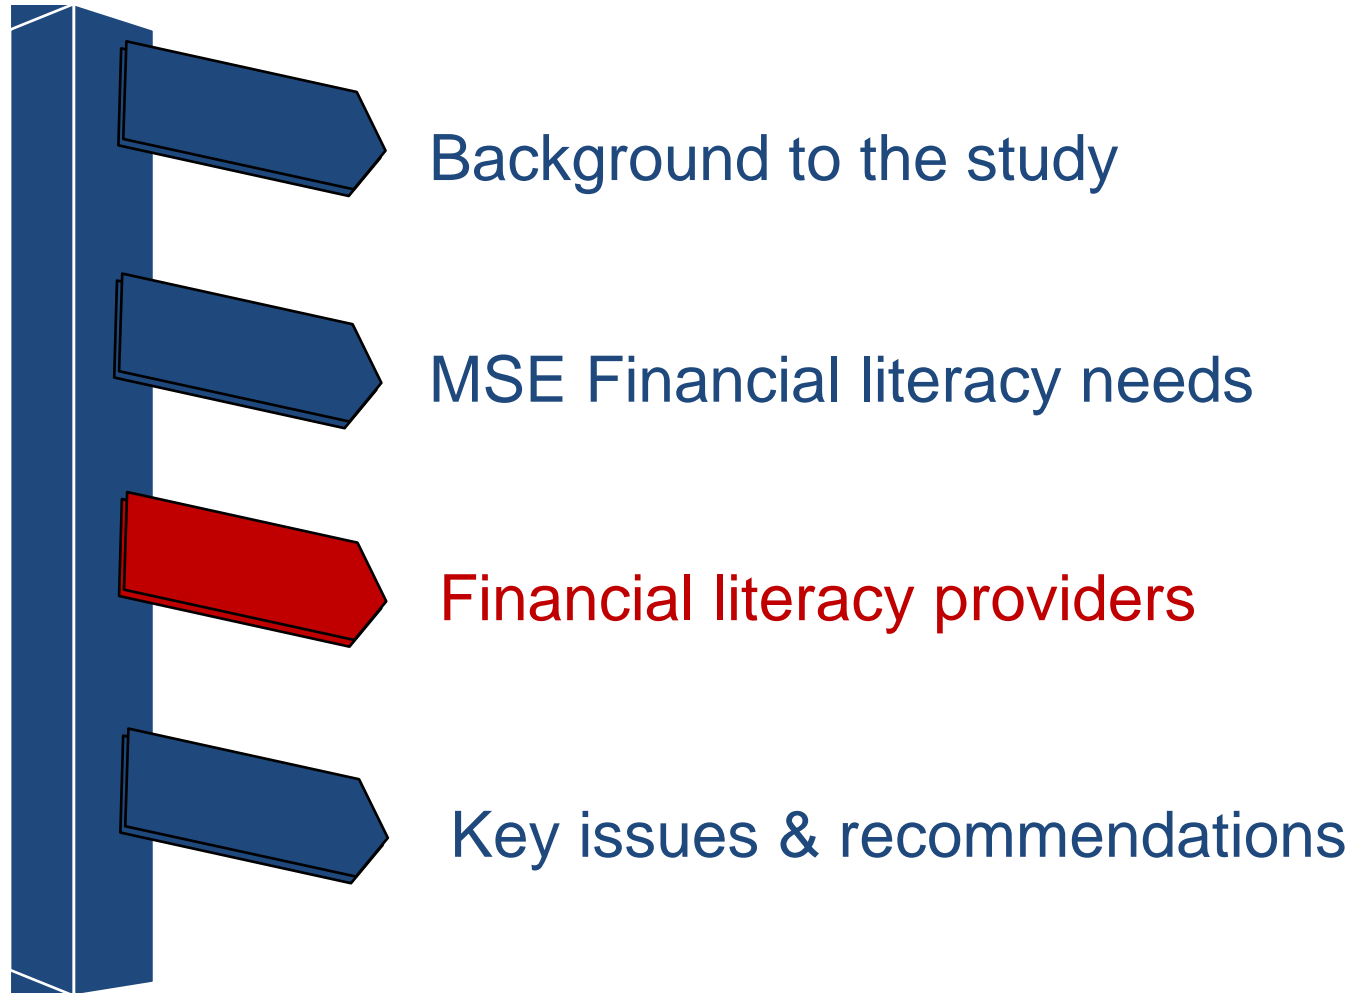 Background to the study
MSE Financial literacy needs
Financial literacy providers
Key issues & recommendations